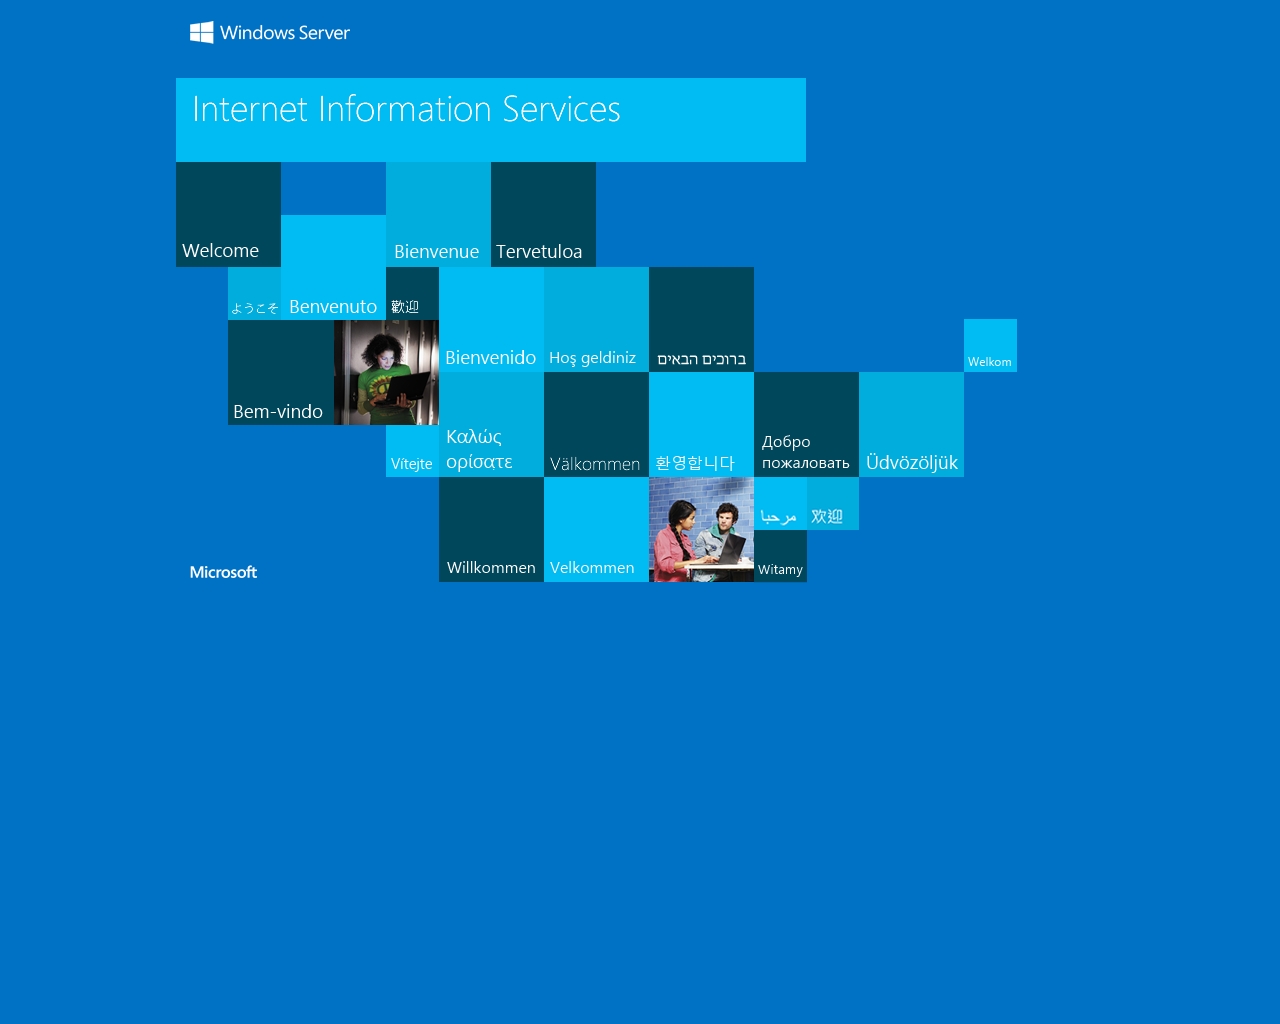 Windows Server
Internet Information Services
Welcome
Bienvenue
Tervetuloa
ようこそ
Benvenuto
歡迎
Bienvenido
Hoş geldiniz
ברוכים הבאים
Welkom
Bem-vindo
Vítejte
Καλώς
ορίσατε
Välkommen
환영합니다
Добро
пожаловать
Üdvözöljük
مرحبا
欢迎
Willkommen
Velkommen
Witamy
Microsoft